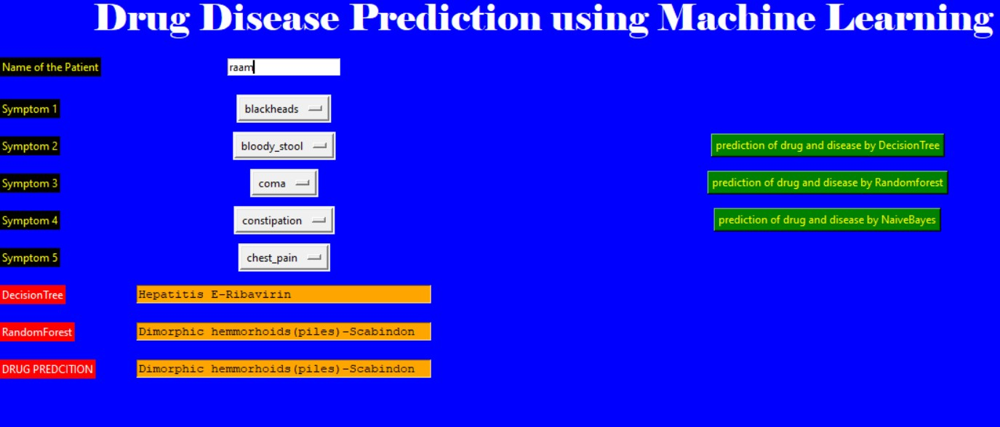 Drug Disease Prediction using Machine Learning
Name of the Patient raam
Symptom 1 blackheads
Symptom 2 bloody_stool prediction of drug and disease by DecisionTree
Symptom 3 coma prediction of drug and disease by Randomforest
Symptom 4 constipation prediction of drug and disease by NaiveBayes
Symptom 5 chest_pain
DecisionTree Hepatitis E-Ribavirin
RandomForest Dimorphic hemmorhoids(piles)-Scabindon
DRUG PREDCITION Dimorphic hemmorhoids(piles)-Scabindon